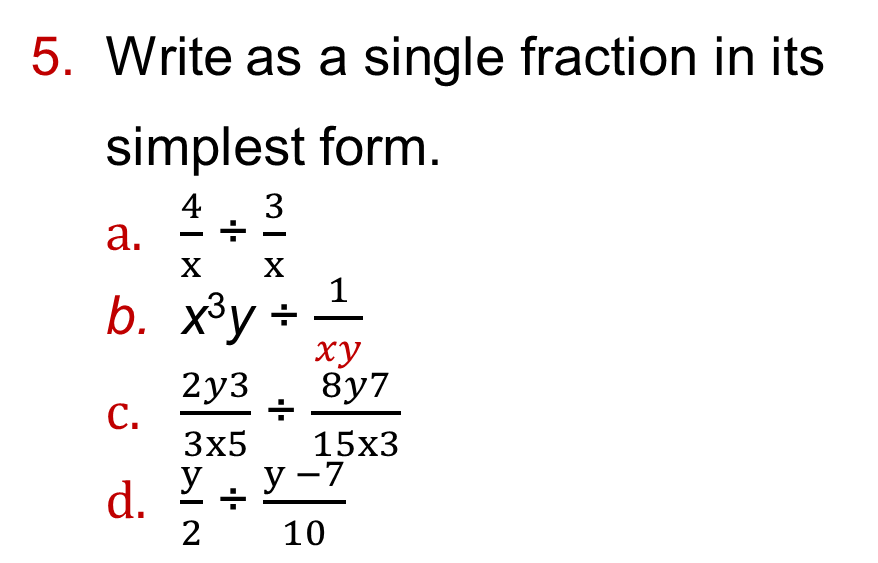 5. Write as a single fraction in its
simplest form.
a. 4/x ÷ 3/x
b. x³y ÷ 1/xy
c. 2y3/3x5 ÷ 8y7/15x3
d. y/2 ÷ y −7/10